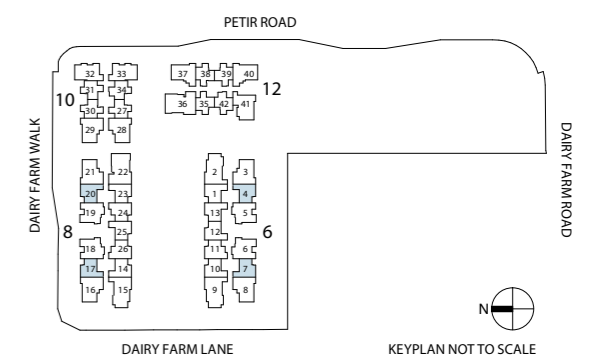 PETIR ROAD
32 33 37 38 39 40
31 34
10 12
30 27 36 35 42 41
29 28
DAIRY FARM WALK
DAIRY FARM ROAD
21 22 2 3
20 23 1 4
19 24 13 5
8 25 12 6
18 26 11 6
17 14 10 7
16 15 9 8
N
DAIRY FARM LANE
KEYPLAN NOT TO SCALE